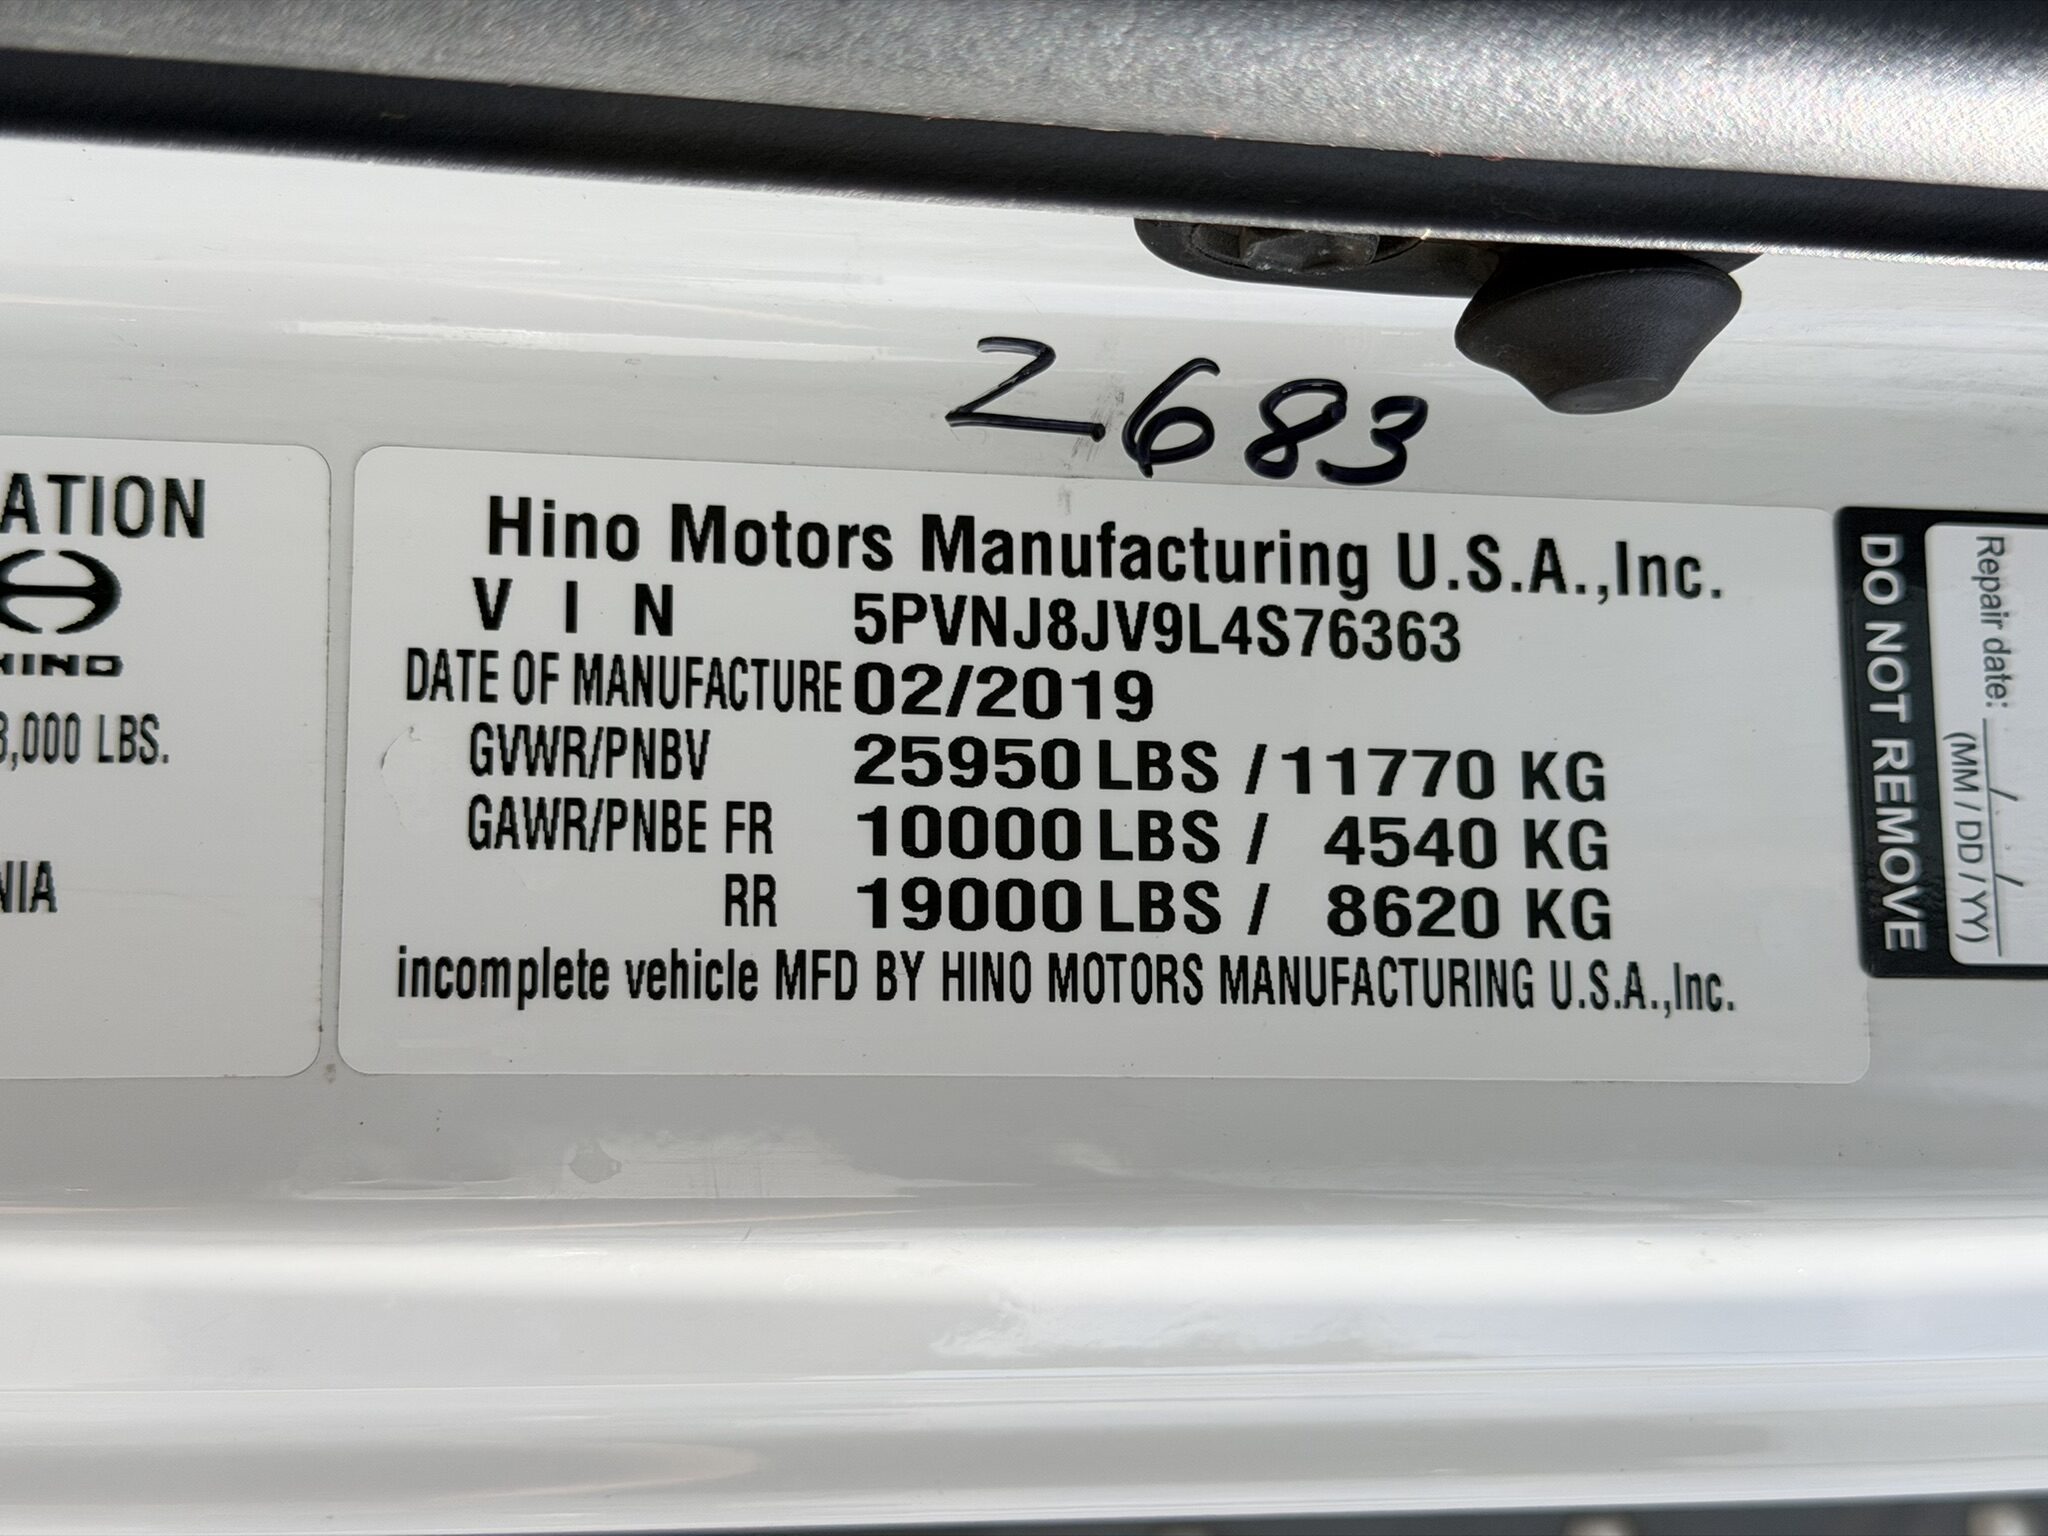 2683
ATION
HINO
3,000 LBS.
NIA
Hino Motors Manufacturing U.S.A.,Inc.
V I N 5PVNJ8JV9L4S76363
DATE OF MANUFACTURE 02/2019
GVWR/PNBV 25950 LBS / 11770 KG
GAWR/PNBE FR 10000 LBS / 4540 KG
RR 19000 LBS / 8620 KG
incomplete vehicle MFD BY HINO MOTORS MANUFACTURING U.S.A.,Inc.
DO NOT REMOVE
Repair date: / /
(MM / DD / YY)